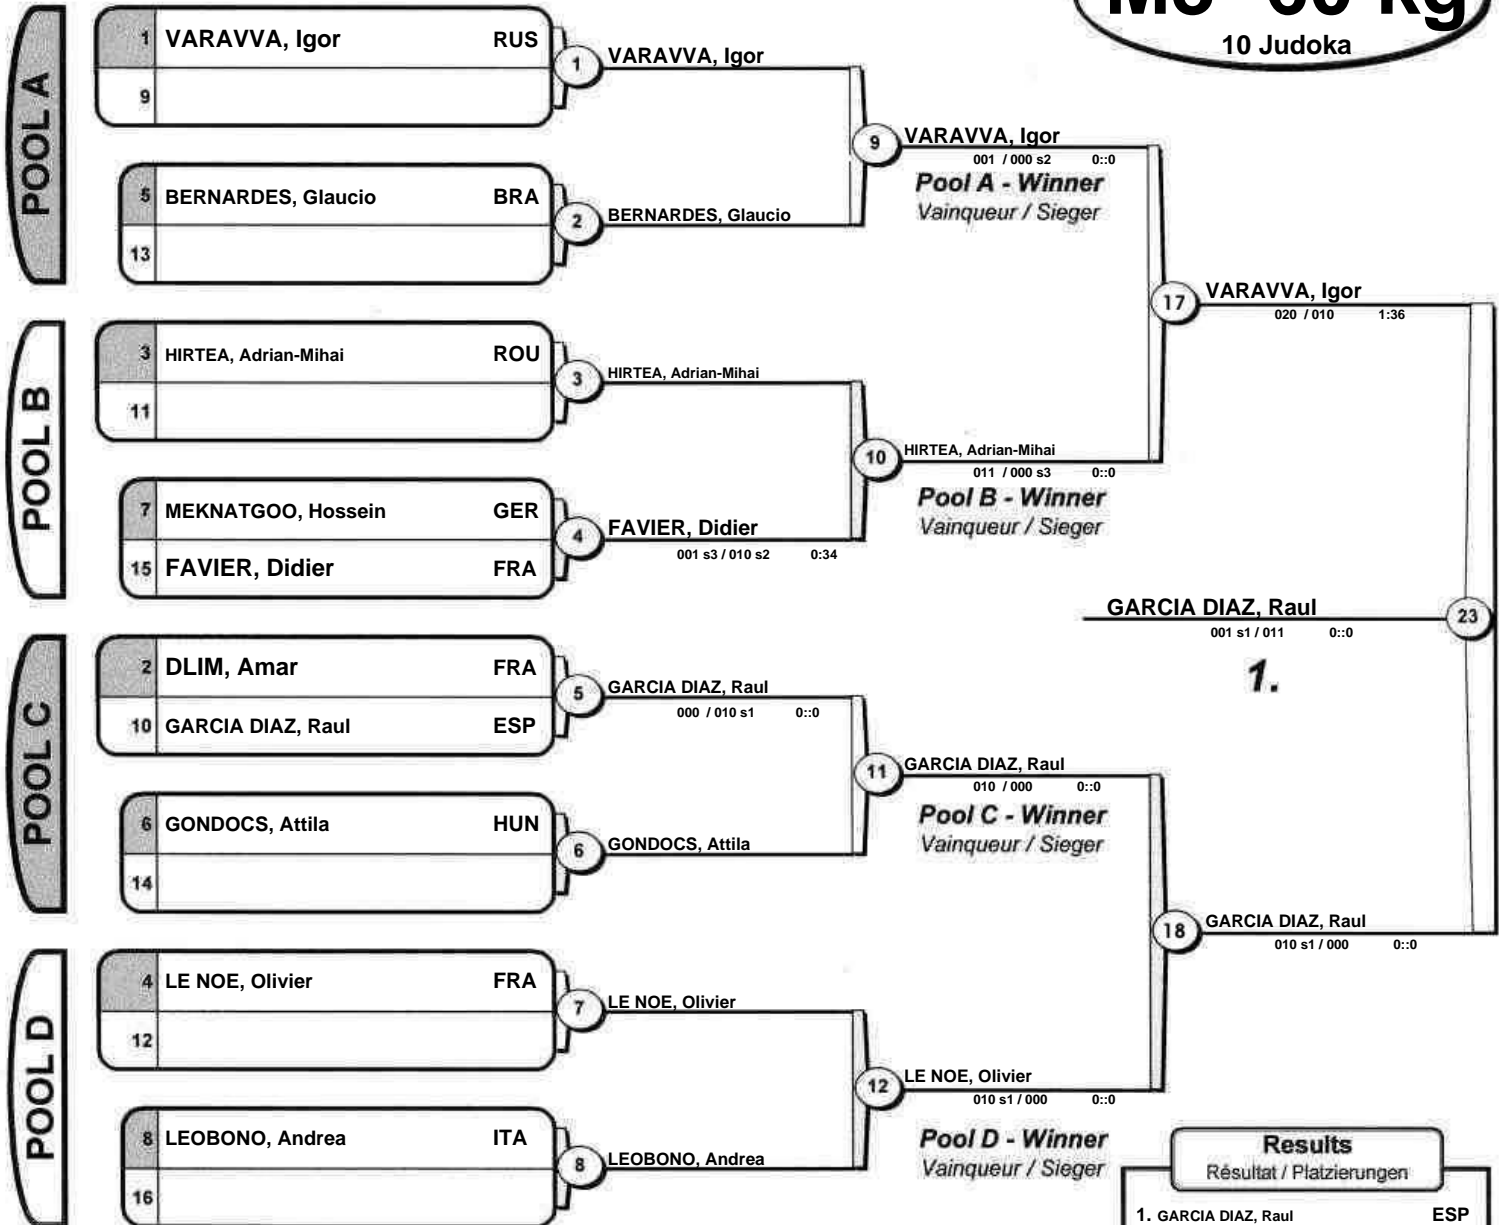 10 Judoka
POOL A
1 VARAVVA, Igor RUS
9
1 VARAVVA, Igor
5 BERNARDES, Glaucio BRA
13
2 BERNARDES, Glaucio
9 VARAVVA, Igor
001 / 000 s2 0::0
Pool A - Winner
Vainqueur / Sieger
POOL B
3 HIRTEA, Adrian-Mihai ROU
11
3 HIRTEA, Adrian-Mihai
7 MEKNATGOO, Hossein GER
15 FAVIER, Didier FRA
4 FAVIER, Didier
001 s3 / 010 s2 0:34
10 HIRTEA, Adrian-Mihai
011 / 000 s3 0::0
Pool B - Winner
Vainqueur / Sieger
17 VARAVVA, Igor
020 / 010 1:36
GARCIA DIAZ, Raul 23
001 s1 / 011 0::0
1.
POOL C
2 DLIM, Amar FRA
10 GARCIA DIAZ, Raul ESP
5 GARCIA DIAZ, Raul
000 / 010 s1 0::0
6 GONDOCS, Attila HUN
14
6 GONDOCS, Attila
11 GARCIA DIAZ, Raul
010 / 000 0::0
Pool C - Winner
Vainqueur / Sieger
18 GARCIA DIAZ, Raul
010 s1 / 000 0::0
POOL D
4 LE NOE, Olivier FRA
12
7 LE NOE, Olivier
8 LEOBONO, Andrea ITA
16
8 LEOBONO, Andrea
12 LE NOE, Olivier
010 s1 / 000 0::0
Pool D - Winner
Vainqueur / Sieger
Results
Résultat / Platzierungen
1. GARCIA DIAZ, Raul ESP